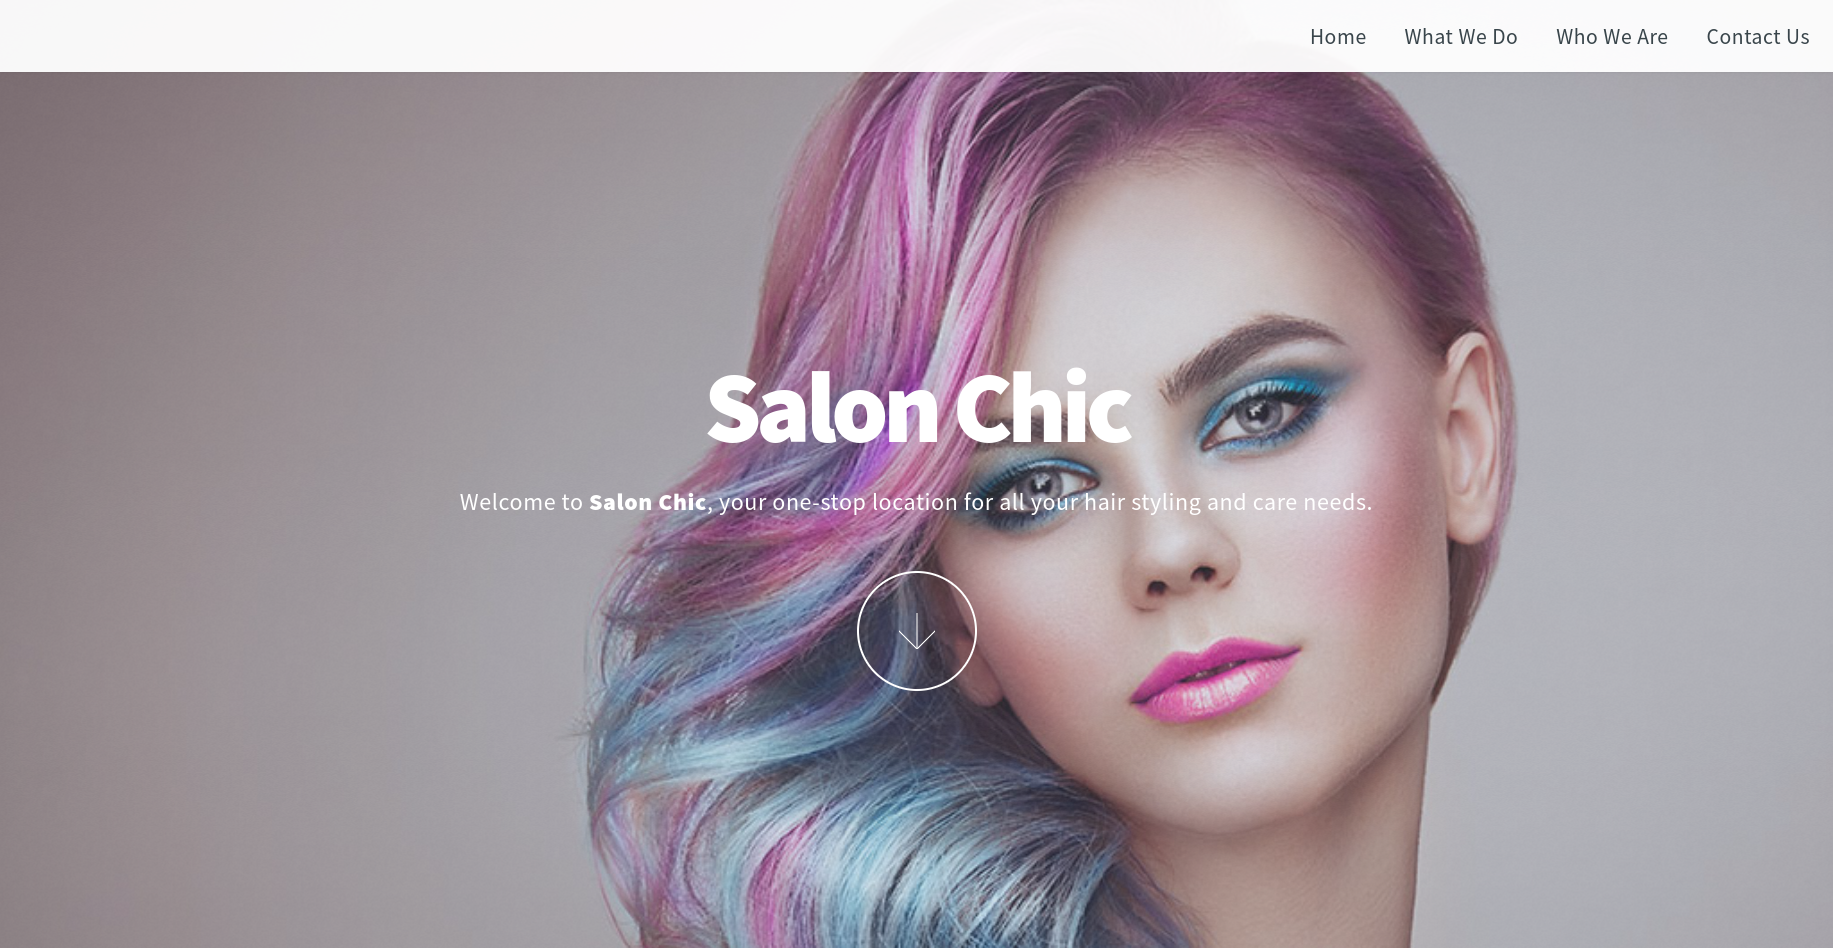 Home What We Do Who We Are Contact Us
Salon Chic
Welcome to Salon Chic, your one-stop location for all your hair styling and care needs.